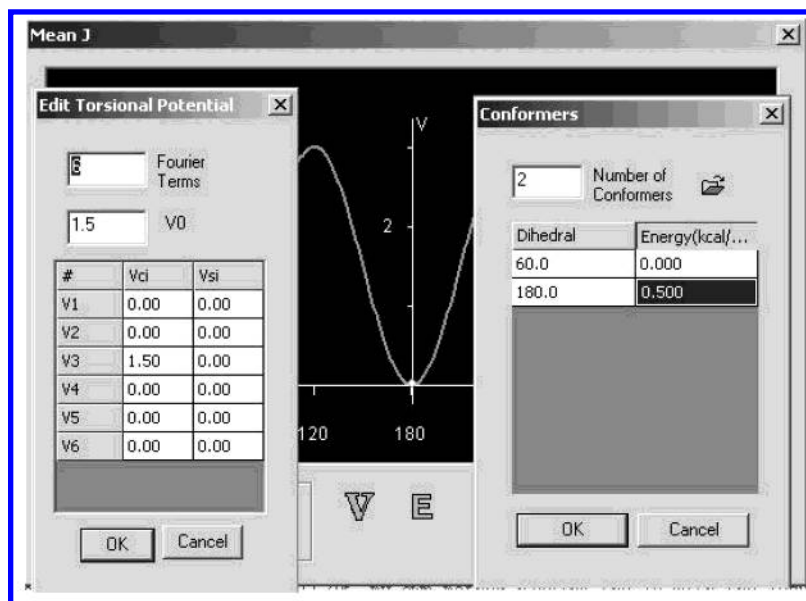 Mean J
Edit Torsional Potential
6 Fourier Terms
1.5 V0
# Vci Vsi
V1 0.00 0.00
V2 0.00 0.00
V3 1.50 0.00
V4 0.00 0.00
V5 0.00 0.00
V6 0.00 0.00
OK Cancel
V
2
120 180
V E
Conformers
2 Number of Conformers
Dihedral Energy(kcal/...
60.0 0.000
180.0 0.500
OK Cancel